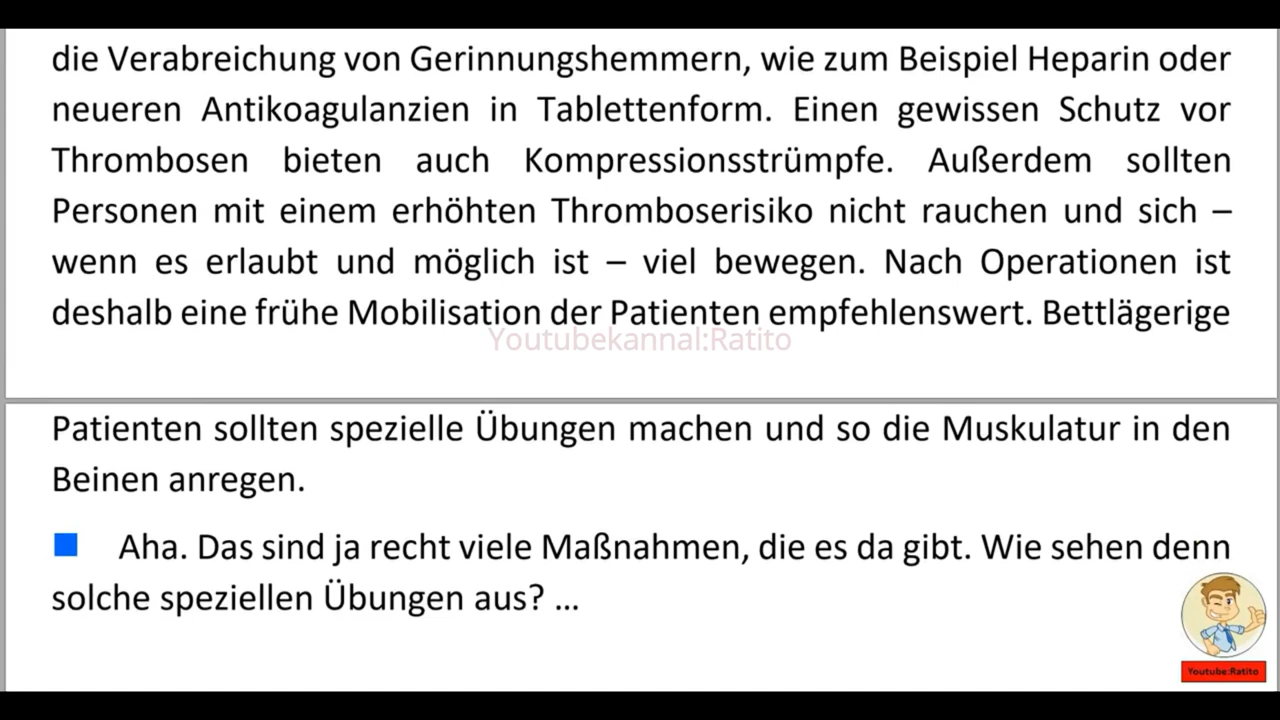 die Verabreichung von Gerinnungshemmern, wie zum Beispiel Heparin oder
neueren Antikoagulanzien in Tablettenform. Einen gewissen Schutz vor
Thrombosen bieten auch Kompressionsstrümpfe. Außerdem sollten
Personen mit einem erhöhten Thromboserisiko nicht rauchen und sich –
wenn es erlaubt und möglich ist – viel bewegen. Nach Operationen ist
deshalb eine frühe Mobilisation der Patienten empfehlenswert. Bettlägerige
Youtubekannal:Ratito
Patienten sollten spezielle Übungen machen und so die Muskulatur in den
Beinen anregen.
Aha. Das sind ja recht viele Maßnahmen, die es da gibt. Wie sehen denn
solche speziellen Übungen aus? ...
Youtube:Ratito